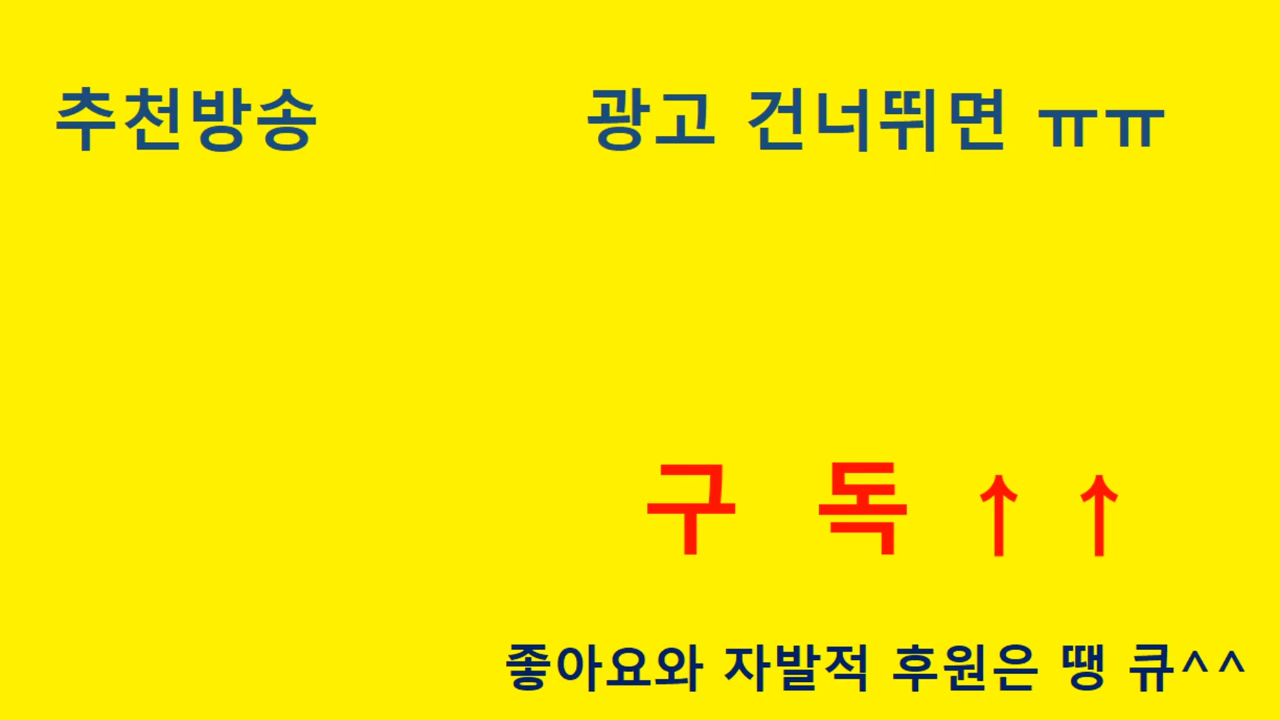 추천방송
광고 건너뛰면 ㅠㅠ
구 독 ↑ ↑
좋아요와 자발적 후원은 땡 큐^^